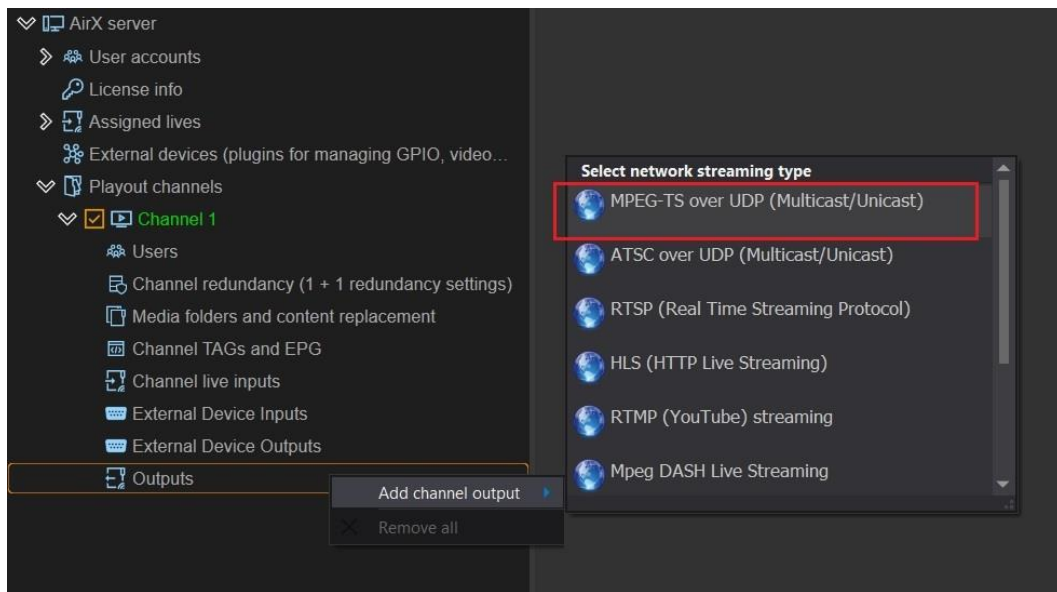 AirX server
User accounts
License info
Assigned lives
External devices (plugins for managing GPIO, video...
Playout channels
Channel 1
Users
Channel redundancy (1 + 1 redundancy settings)
Media folders and content replacement
Channel TAGs and EPG
Channel live inputs
External Device Inputs
External Device Outputs
Outputs
Add channel output
Remove all
Select network streaming type
MPEG-TS over UDP (Multicast/Unicast)
ATSC over UDP (Multicast/Unicast)
RTSP (Real Time Streaming Protocol)
HLS (HTTP Live Streaming)
RTMP (YouTube) streaming
Mpeg DASH Live Streaming